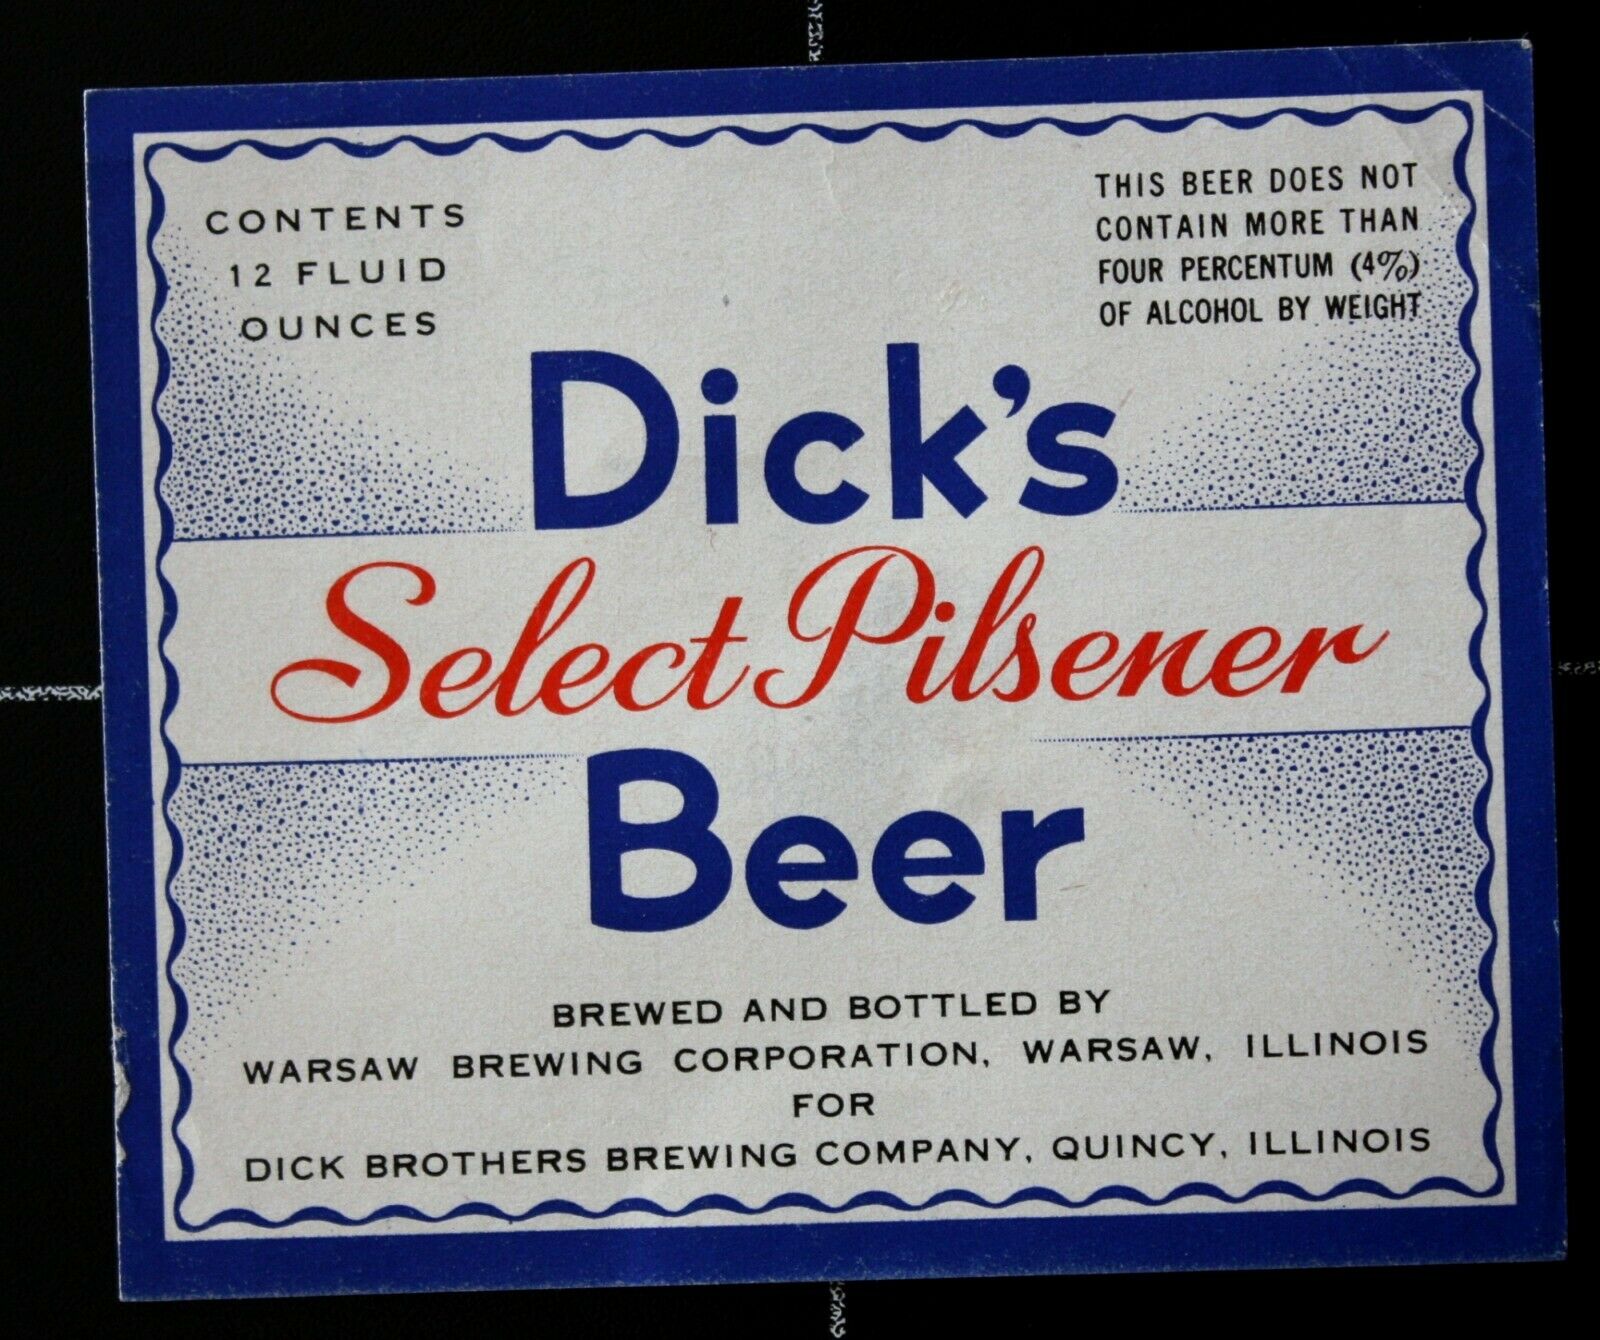 CONTENTS
12 FLUID
OUNCES
THIS BEER DOES NOT
CONTAIN MORE THAN
FOUR PERCENTUM (4%)
OF ALCOHOL BY WEIGHT
Dick's
Select Pilsener
Beer
BREWED AND BOTTLED BY
WARSAW BREWING CORPORATION, WARSAW, ILLINOIS
FOR
DICK BROTHERS BREWING COMPANY, QUINCY, ILLINOIS